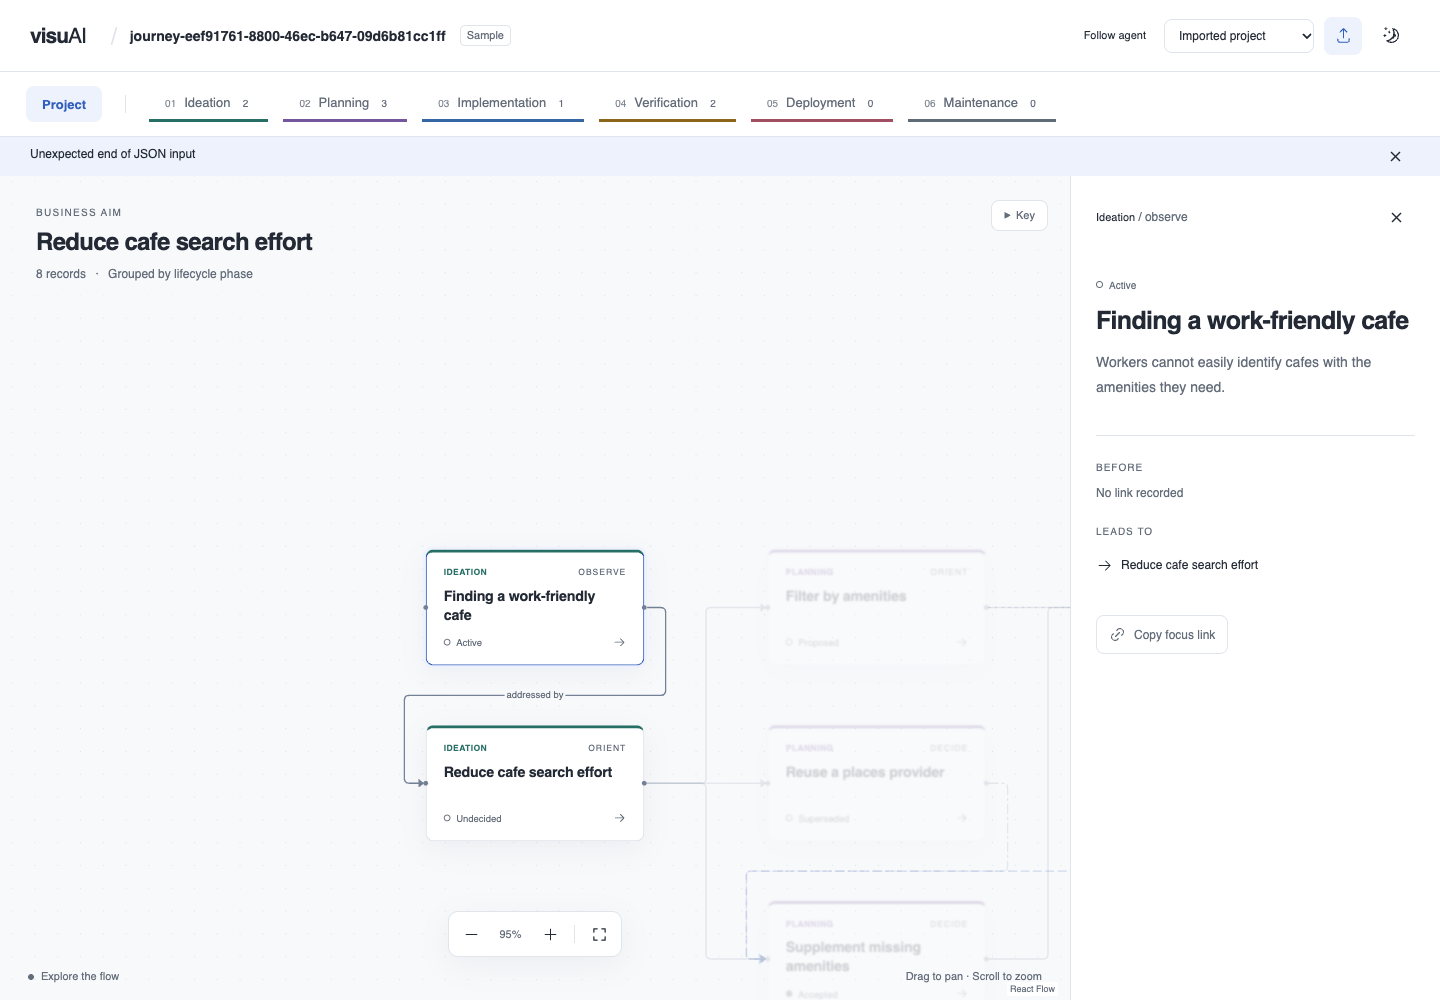 visuAI / journey-eef91761-8800-46ec-b647-09d6b81cc1ff Sample
Follow agent Imported project
Project 01 Ideation 2 02 Planning 3 03 Implementation 1 04 Verification 2 05 Deployment 0 06 Maintenance 0
Unexpected end of JSON input
BUSINESS AIM
Reduce cafe search effort
8 records · Grouped by lifecycle phase
Key
IDEATION OBSERVE
Finding a work-friendly
cafe
Active
addressed by
IDEATION ORIENT
Reduce cafe search effort
Undecided
PLANNING ORIENT
Filter by amenities
Proposed
PLANNING DECIDE
Reuse a places provider
Superseded
PLANNING DECIDE
Supplement missing
amenities
Accepted
95%
Explore the flow
Drag to pan · Scroll to zoom
React Flow
Ideation / observe
Active
Finding a work-friendly cafe
Workers cannot easily identify cafes with the
amenities they need.
BEFORE
No link recorded
LEADS TO
Reduce cafe search effort
Copy focus link